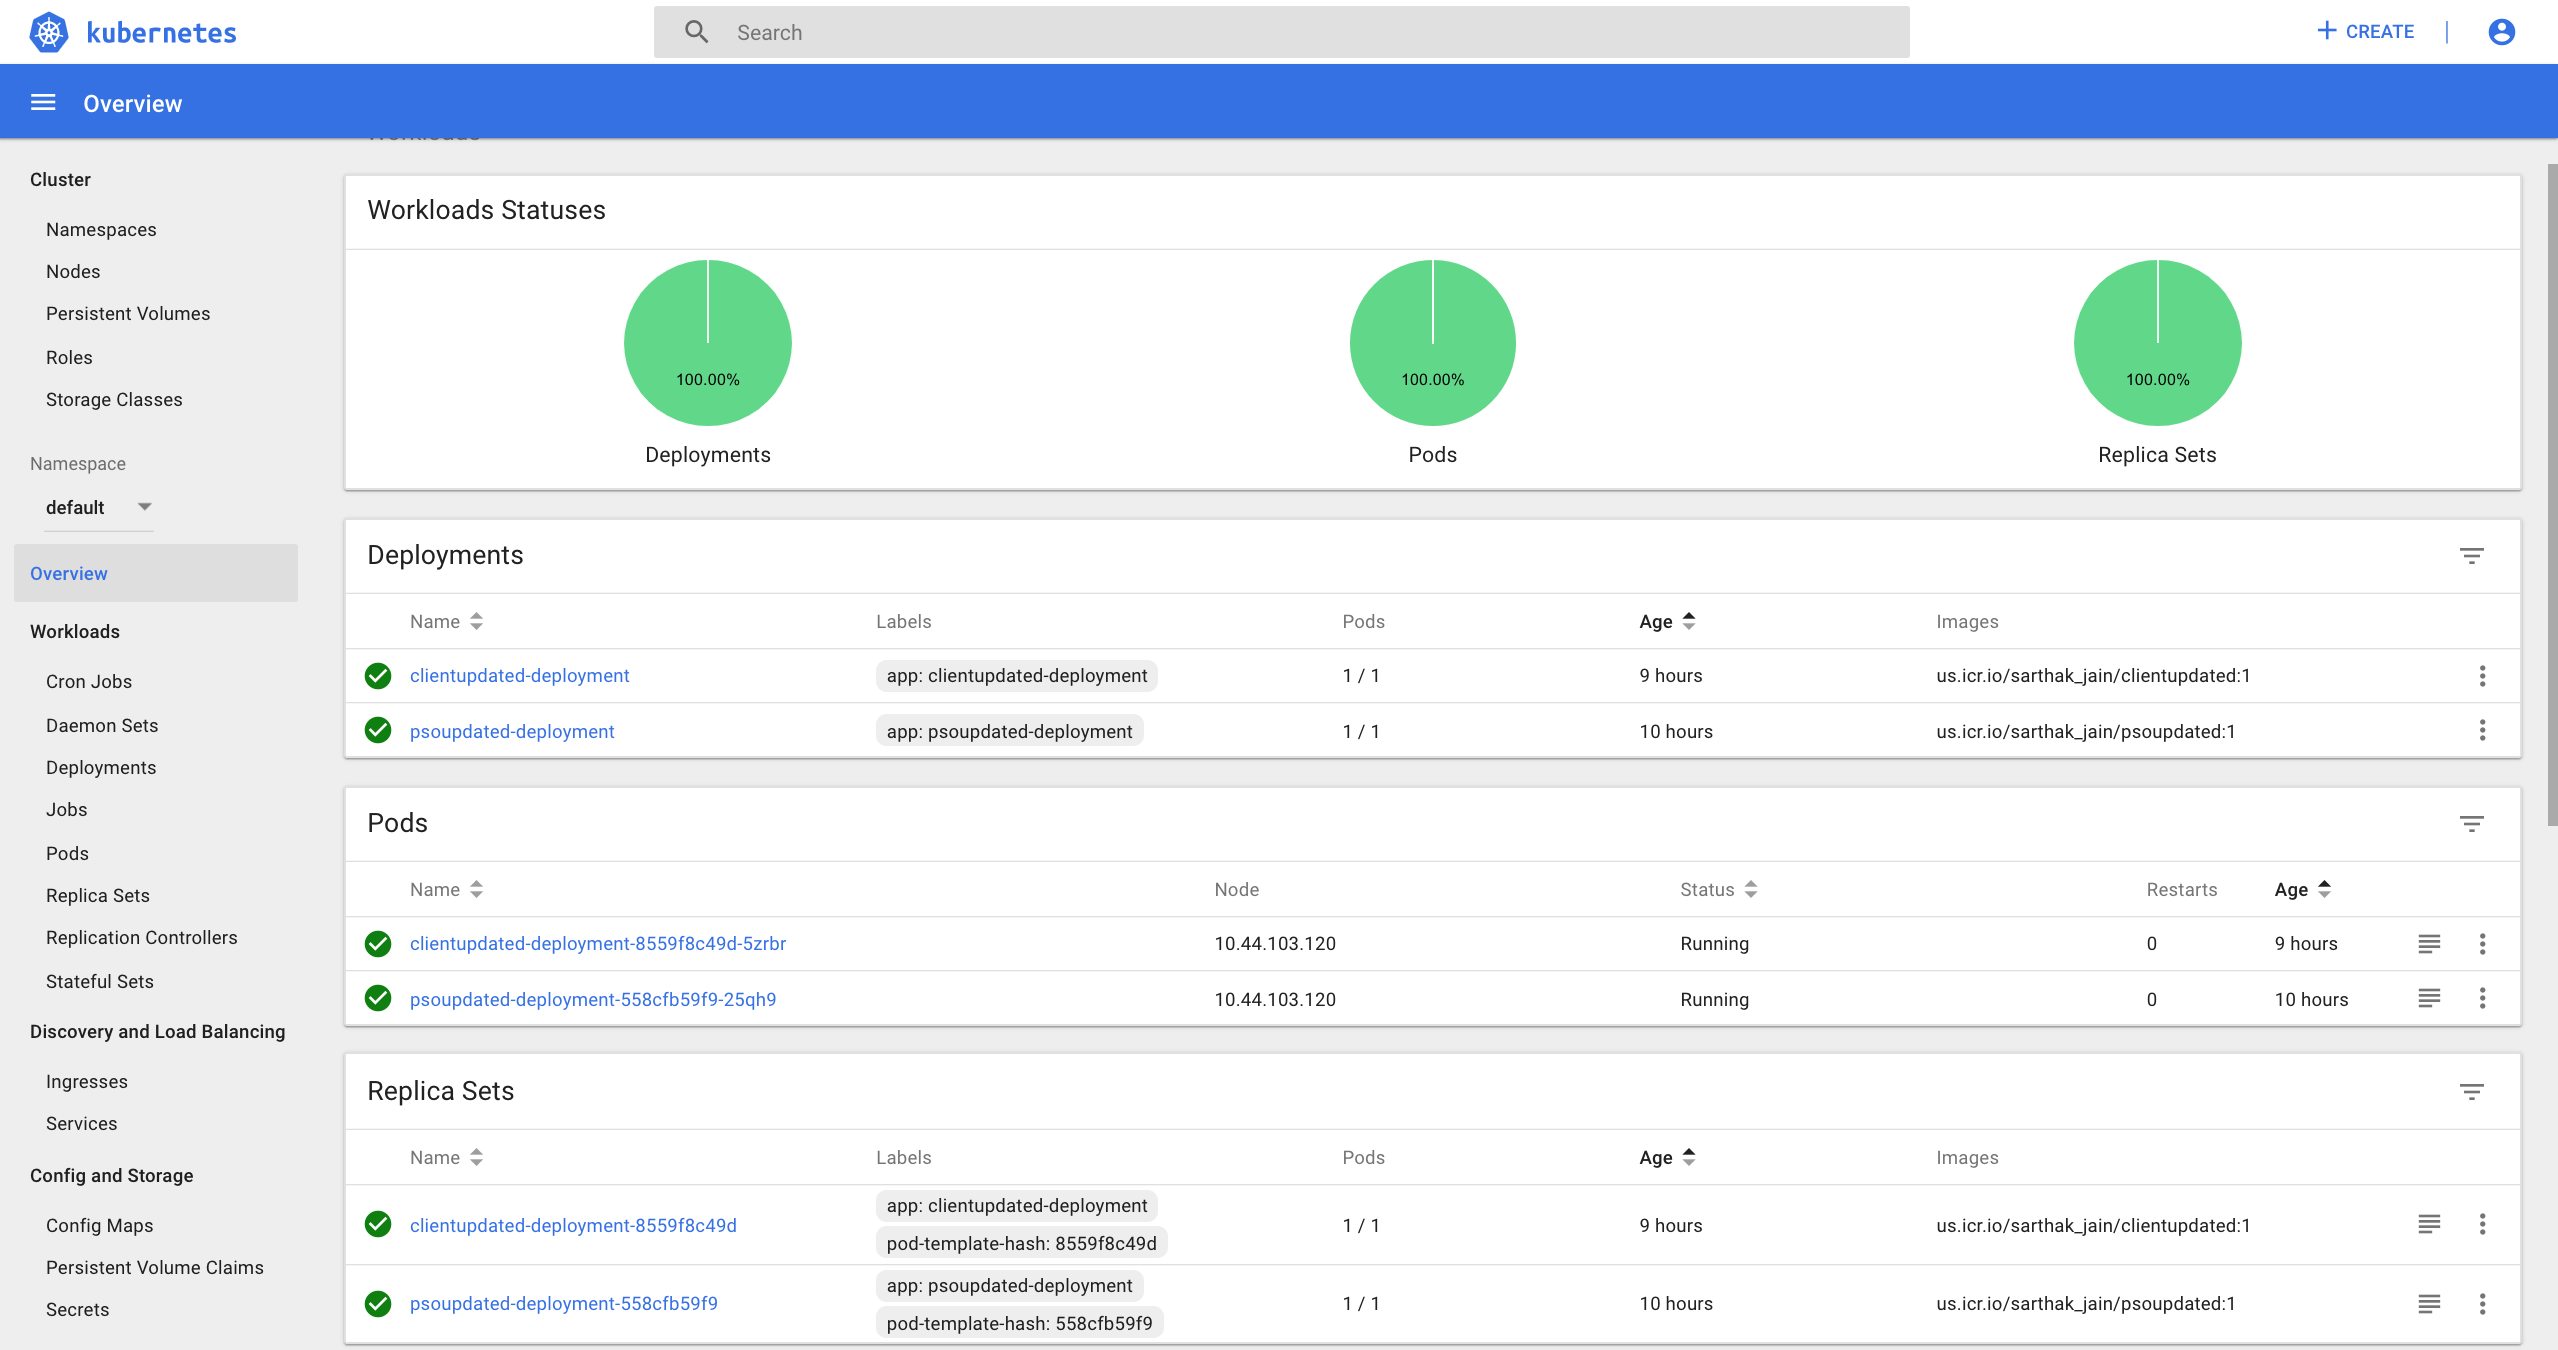 kubernetes
Search
CREATE
Overview
Workloads
Cluster
Namespaces
Nodes
Persistent Volumes
Roles
Storage Classes
Namespace
default
Overview
Workloads
Cron Jobs
Daemon Sets
Deployments
Jobs
Pods
Replica Sets
Replication Controllers
Stateful Sets
Discovery and Load Balancing
Ingresses
Services
Config and Storage
Config Maps
Persistent Volume Claims
Secrets
Workloads Statuses
100.00% 100.00% 100.00%
Deployments Pods Replica Sets
Deployments
Name Labels Pods Age Images
clientupdated-deployment app: clientupdated-deployment 1 / 1 9 hours us.icr.io/sarthak_jain/clientupdated:1
psoupdated-deployment app: psoupdated-deployment 1 / 1 10 hours us.icr.io/sarthak_jain/psoupdated:1
Pods
Name Node Status Restarts Age
clientupdated-deployment-8559f8c49d-5zrbr 10.44.103.120 Running 0 9 hours
psoupdated-deployment-558cfb59f9-25qh9 10.44.103.120 Running 0 10 hours
Replica Sets
Name Labels Pods Age Images
app: clientupdated-deployment
clientupdated-deployment-8559f8c49d 1 / 1 9 hours us.icr.io/sarthak_jain/clientupdated:1
pod-template-hash: 8559f8c49d
app: psoupdated-deployment
psoupdated-deployment-558cfb59f9 1 / 1 10 hours us.icr.io/sarthak_jain/psoupdated:1
pod-template-hash: 558cfb59f9